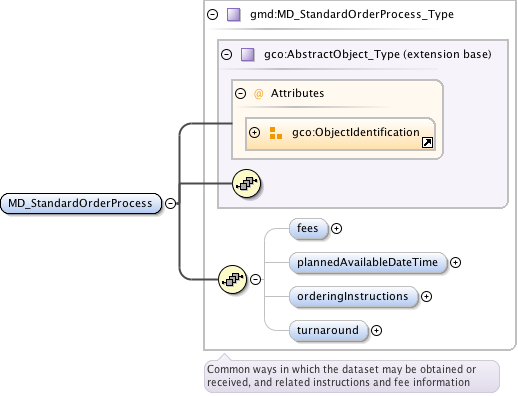 gmd:MD_StandardOrderProcess_Type
gco:AbstractObject_Type (extension base)
@ Attributes
gco:ObjectIdentification
MD_StandardOrderProcess
fees
plannedAvailableDateTime
orderingInstructions
turnaround
Common ways in which the dataset may be obtained or
received, and related instructions and fee information